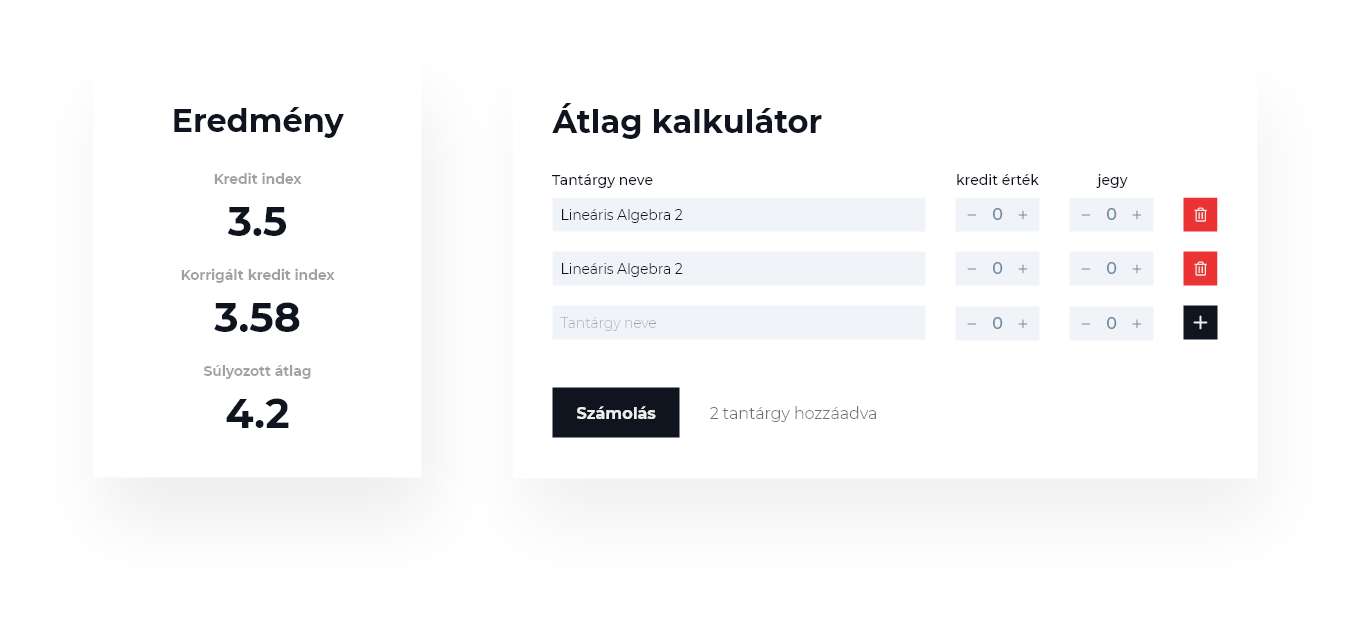 Eredmény
Kredit index
3.5
Korrigált kredit index
3.58
Súlyozott átlag
4.2
Átlag kalkulátor
Tantárgy neve kredit érték jegy
Lineáris Algebra 2 − 0 + − 0 +
Lineáris Algebra 2 − 0 + − 0 +
Tantárgy neve − 0 + − 0 + +
Számolás 2 tantárgy hozzáadva